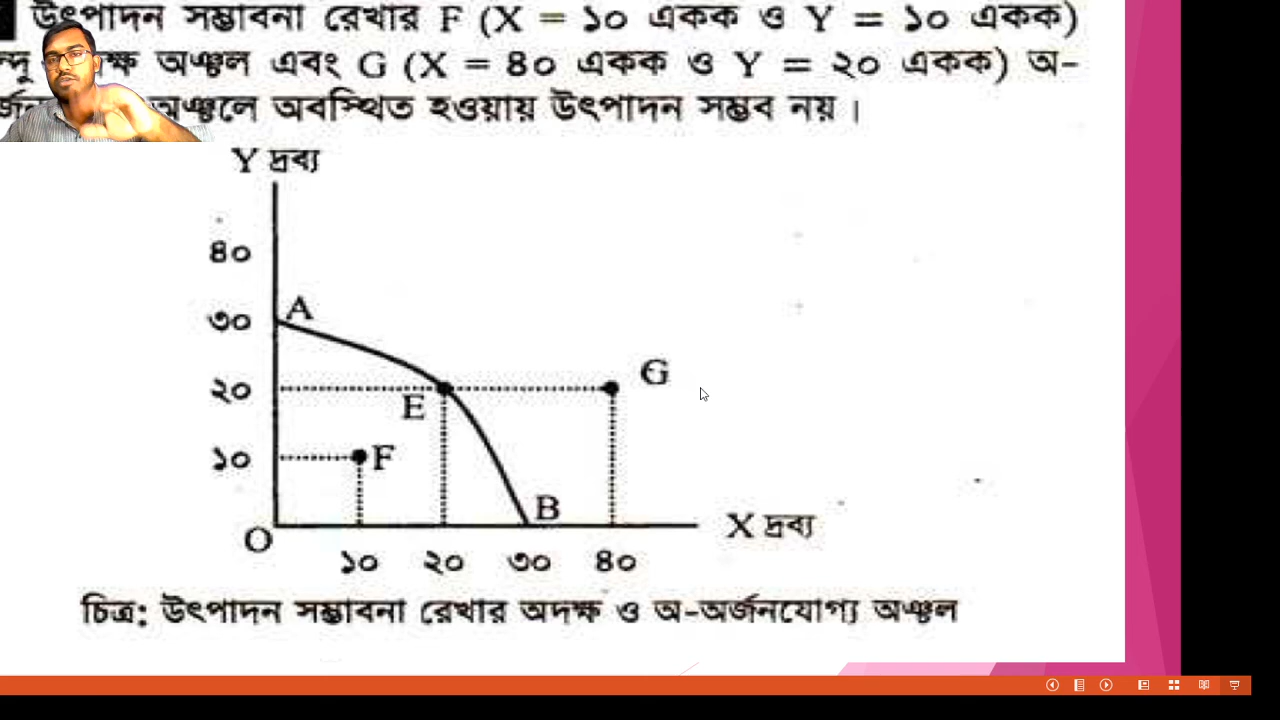 উৎপাদন সম্ভাবনা রেখার F (X = ১০ একক ও Y = ১০ একক)
অঞ্চল এবং G (X = ৪০ একক ও Y = ২০ একক) অ-
অঞ্চলে অবস্থিত হওয়ায় উৎপাদন সম্ভব নয়।
Y দ্রব্য
৪০
৩০ A
২০ E G
১০ F
B
O X দ্রব্য
১০ ২০ ৩০ ৪০
চিত্র: উৎপাদন সম্ভাবনা রেখার অদক্ষ ও অ-অর্জনযোগ্য অঞ্চল